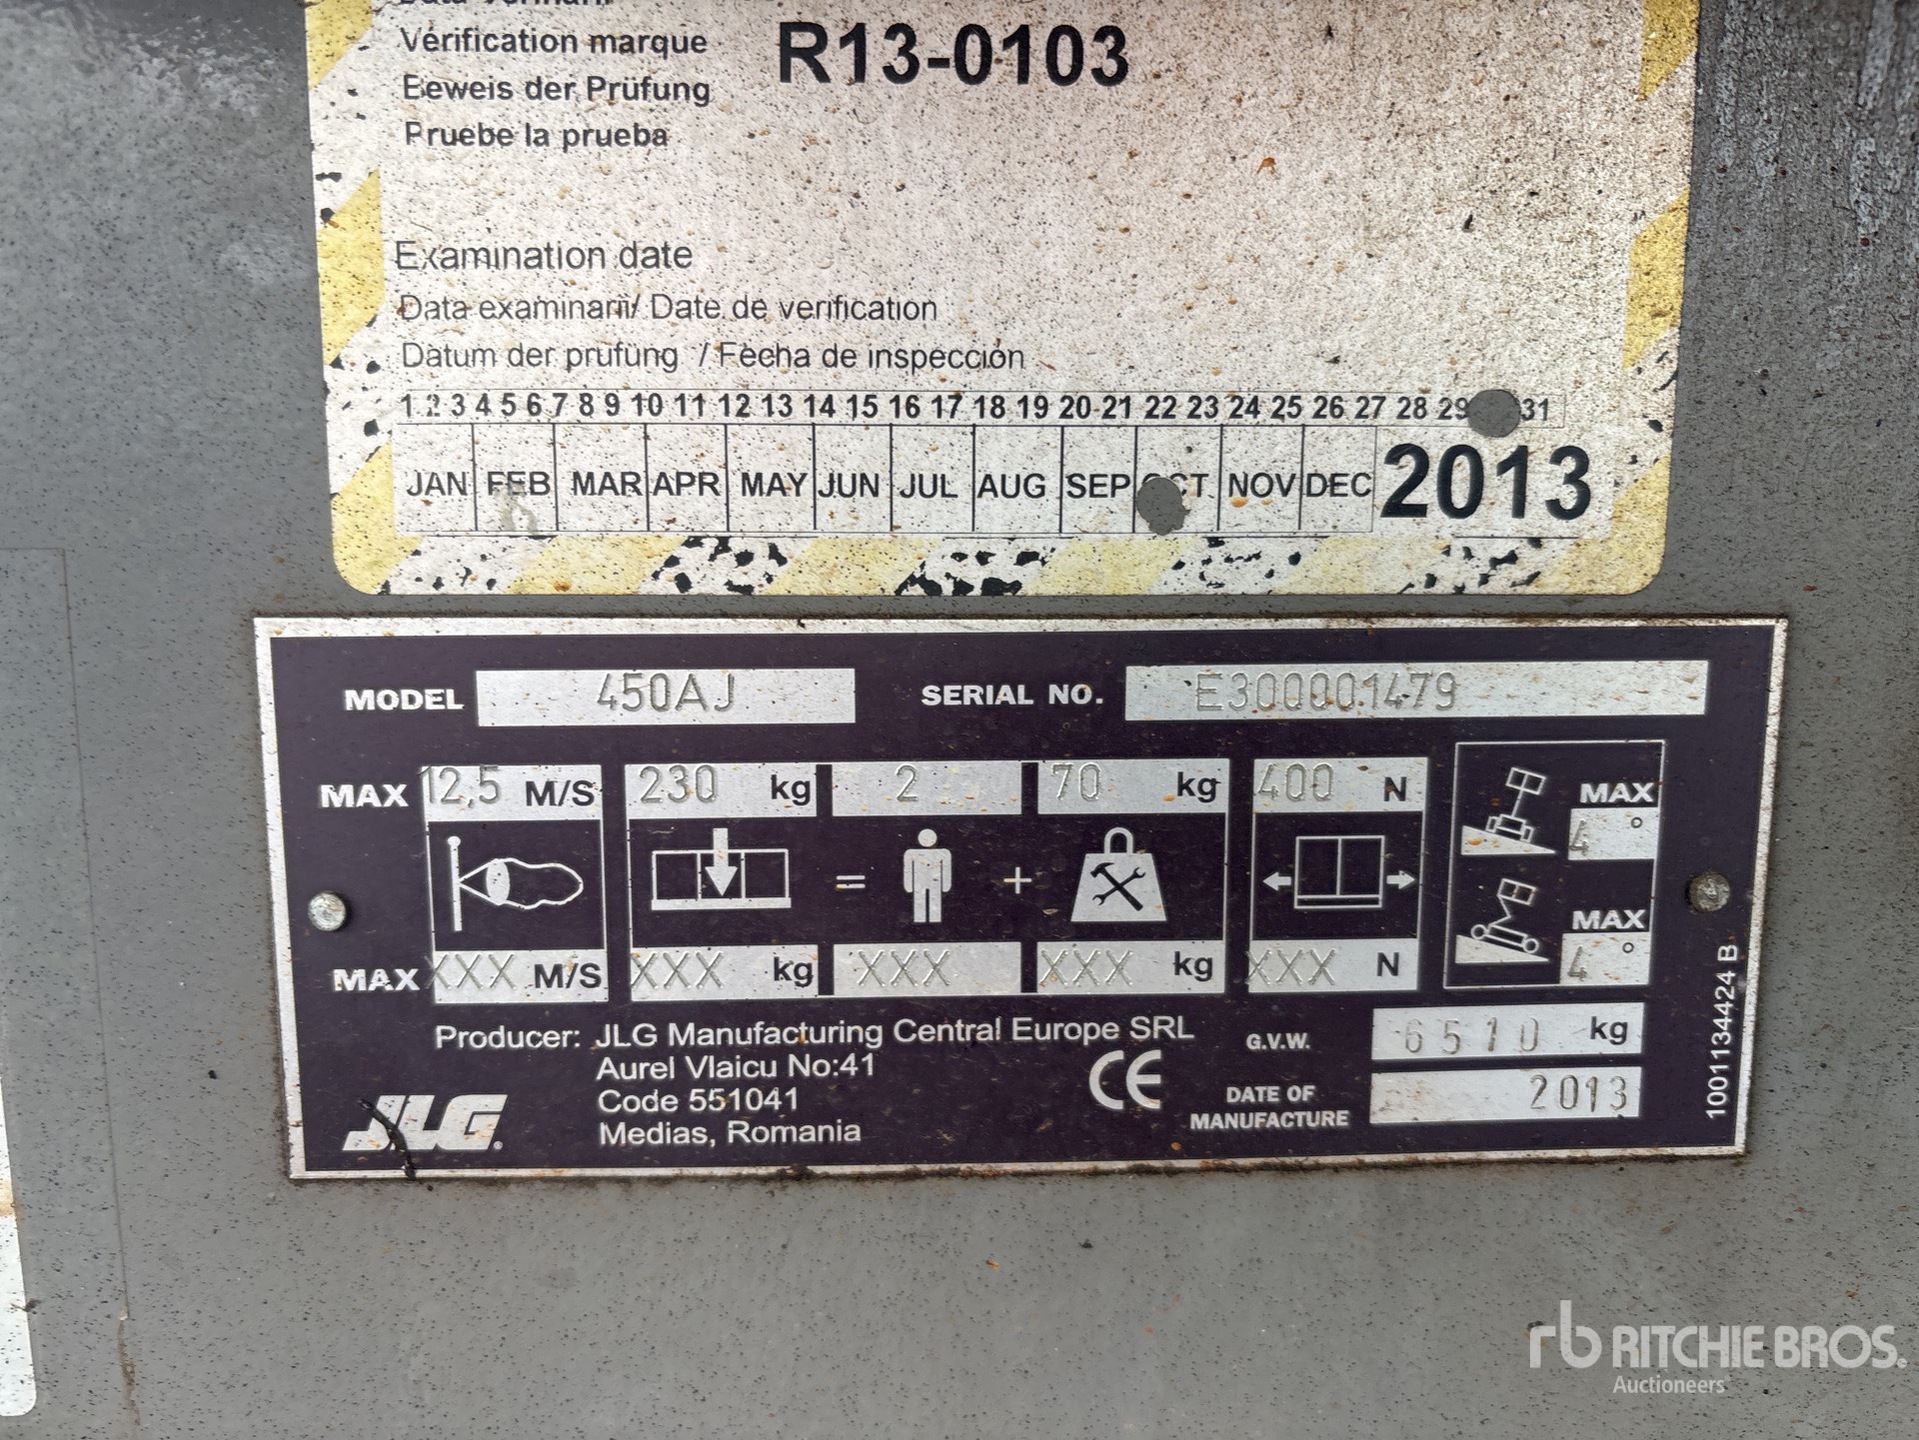 Vérification marque
R13-0103
Eeweis der Prüfung
Pruebe la prueba
Examination date
Data examinarii/ Date de verification
Datum der prufüng / Fecha de inspección
1 2 3 4 5 6 7 8 9 10 11 12 13 14 15 16 17 18 19 20 21 22 23 24 25 26 27 28 29 31
JAN FEB MAR APR MAY JUN JUL AUG SEP OCT NOV DEC 2013
MODEL 450AJ SERIAL NO. E300001479
MAX 12,5 M/S 230 kg 2 70 kg 400 N
MAX 4 °
= +
MAX 4 °
MAX XXX M/S XXX kg XXX XXX kg XXX N
Producer: JLG Manufacturing Central Europe SRL
Aurel Vlaicu No:41
Code 551041
Medias, Romania
JLG®
CE
G.V.W. 6510 kg
DATE OF MANUFACTURE 2013
1001134424 B
rb RITCHIE BROS.
Auctioneers